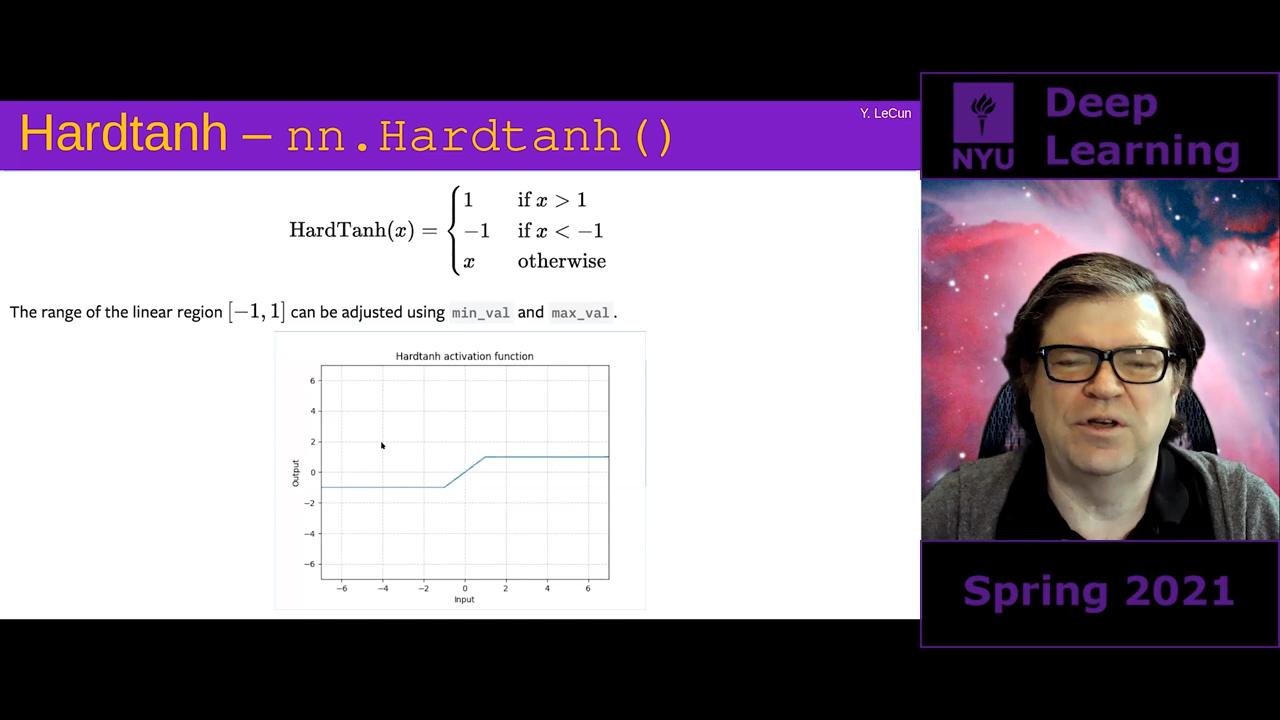 Hardtanh – nn.Hardtanh()
Y. LeCun
HardTanh(x) = { 1 if x > 1
−1 if x < −1
x otherwise
The range of the linear region [−1, 1] can be adjusted using min_val and max_val.
Hardtanh activation function
6
4
2
0
−2
−4
−6
Output
−6 −4 −2 0 2 4 6
Input
NYU
Deep
Learning
Spring 2021